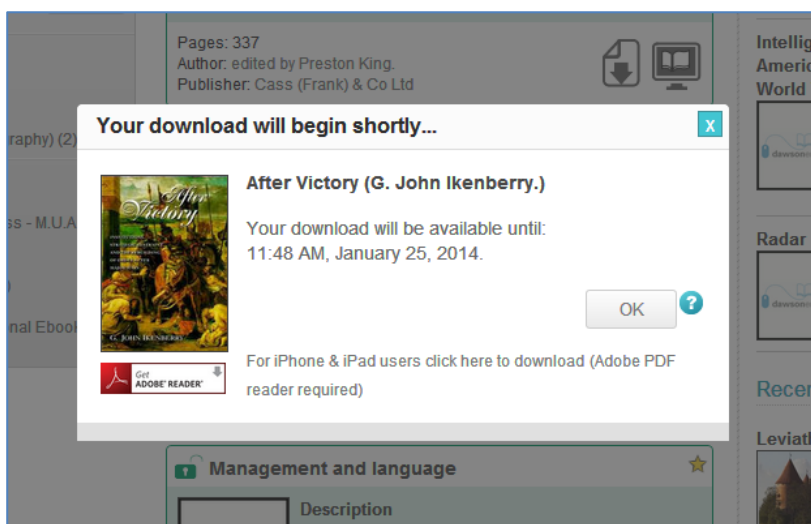 Pages: 337
Author: edited by Preston King.
Publisher: Cass (Frank) & Co Ltd
Intellig
Americ
World
dawsonе
raphy) (2)
Your download will begin shortly...
X
After Victory (G. John Ikenberry.)
After
Victory
G. JOHN IKENBERRY
Your download will be available until:
11:48 AM, January 25, 2014.
OK
?
Get
ADOBE® READER®
For iPhone & iPad users click here to download (Adobe PDF
reader required)
ss - M.U.A
)
nal Ebook
Radar
dawson
Recen
Leviath
Management and language
Description